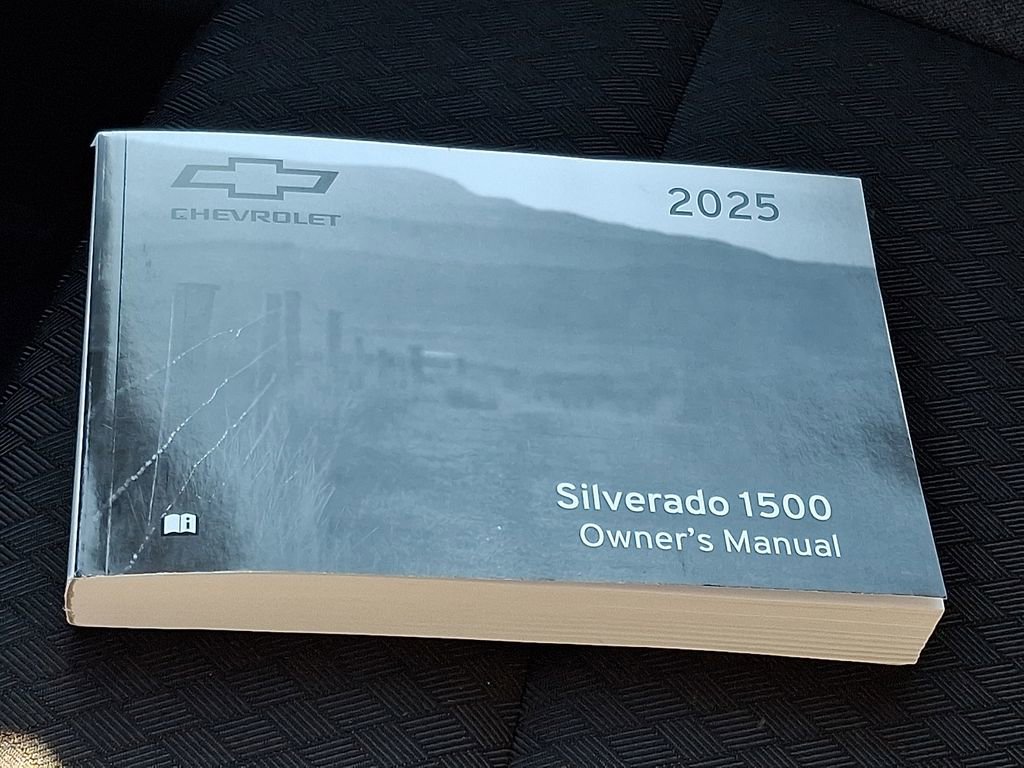 CHEVROLET
2025
Silverado 1500
Owner's Manual